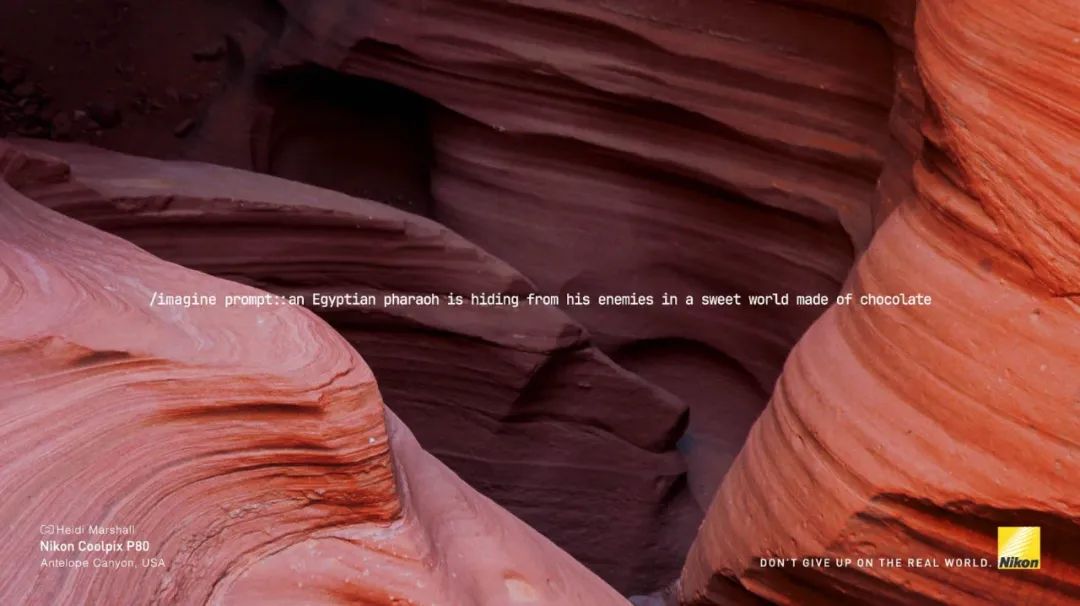 /imagine prompt::an Egyptian pharaoh is hiding from his enemies in a sweet world made of chocolate
Heidi Marshall
Nikon Coolpix P80
Antelope Canyon, USA
DON'T GIVE UP ON THE REAL WORLD.
Nikon